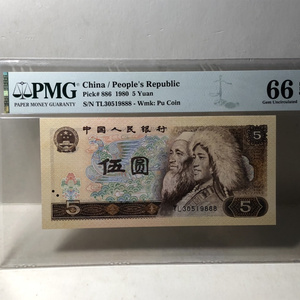 PMG
PAPER MONEY GUARANTY
China / People's Republic
Pick# 886 1980 5 Yuan
S/N TL30519888 - Wmk: Pu Coin
66
Gem Uncirculated
中国人民银行
5
伍圆
5
TL30519888
5